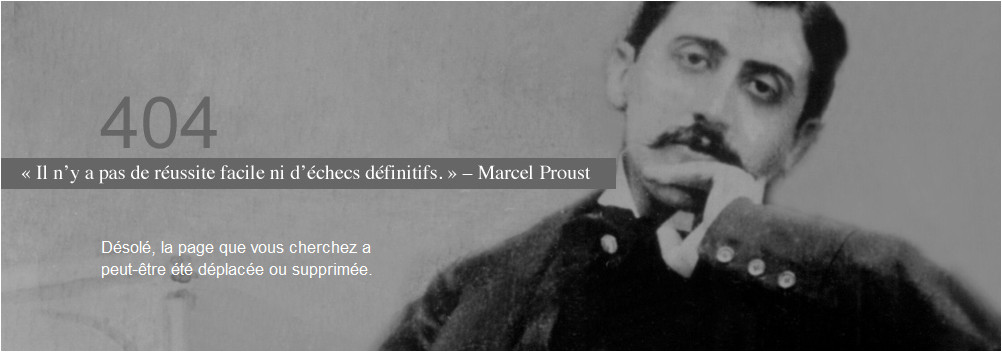 404
« Il n’y a pas de réussite facile ni d’échecs définitifs. » – Marcel Proust
Désolé, la page que vous cherchez a
peut-être été déplacée ou supprimée.